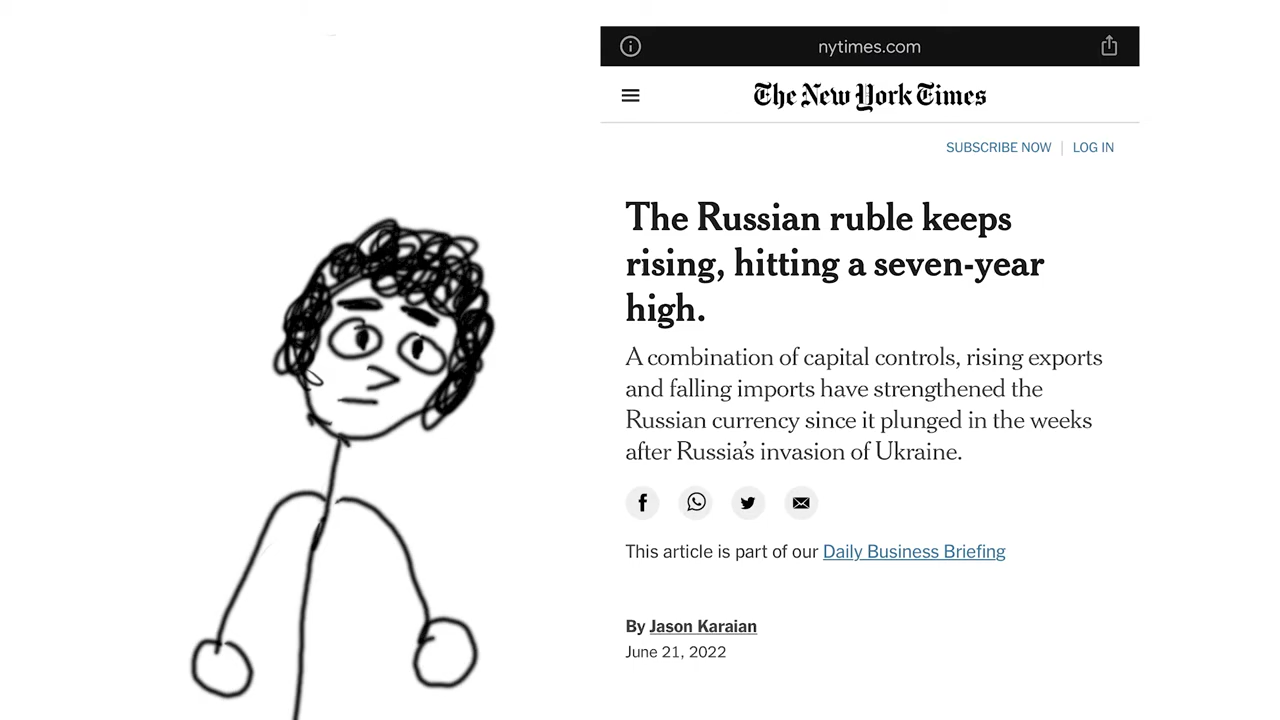 nytimes.com
The New York Times
SUBSCRIBE NOW | LOG IN
The Russian ruble keeps
rising, hitting a seven-year
high.
A combination of capital controls, rising exports
and falling imports have strengthened the
Russian currency since it plunged in the weeks
after Russia’s invasion of Ukraine.
This article is part of our Daily Business Briefing
By Jason Karaian
June 21, 2022